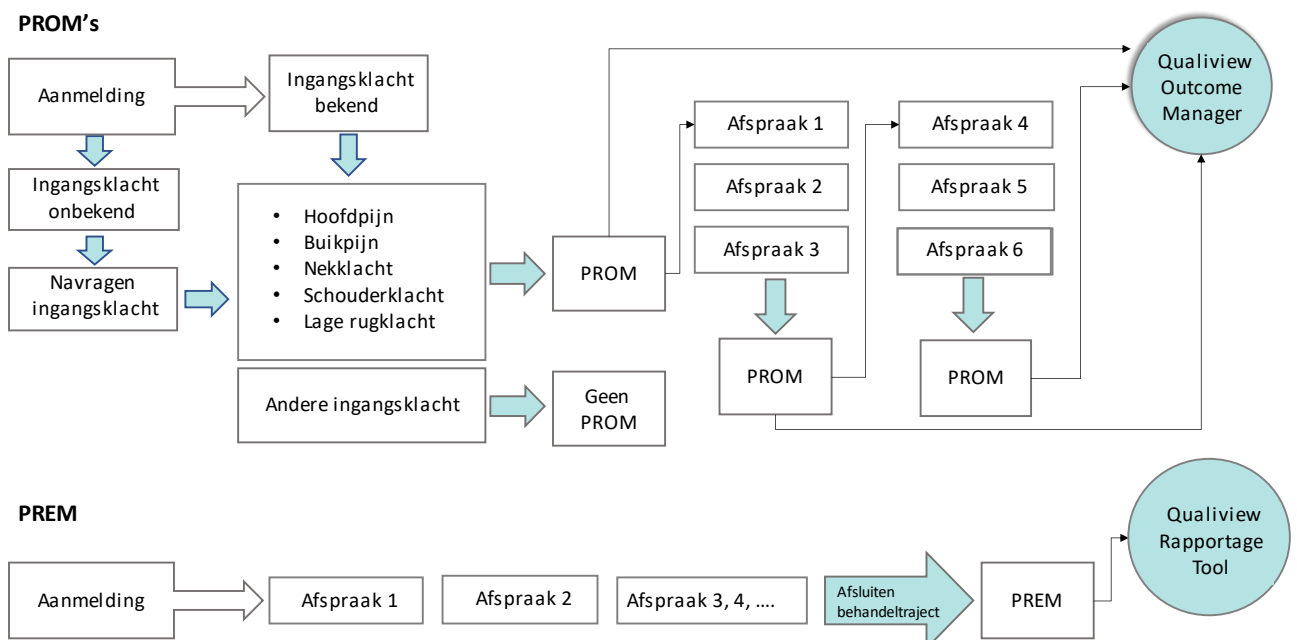 PROM's
Aanmelding
Ingangsklacht
bekend
Ingangsklacht
onbekend
Navragen
ingangsklacht
• Hoofdpijn
• Buikpijn
• Nekklacht
• Schouderklacht
• Lage rugklacht
Andere ingangsklacht
PROM
Geen
PROM
Afspraak 1
Afspraak 2
Afspraak 3
PROM
Afspraak 4
Afspraak 5
Afspraak 6
PROM
Qualiview
Outcome
Manager
PREM
Aanmelding
Afspraak 1
Afspraak 2
Afspraak 3, 4, ....
Afsluiten
behandeltraject
PREM
Qualiview
Rapportage
Tool